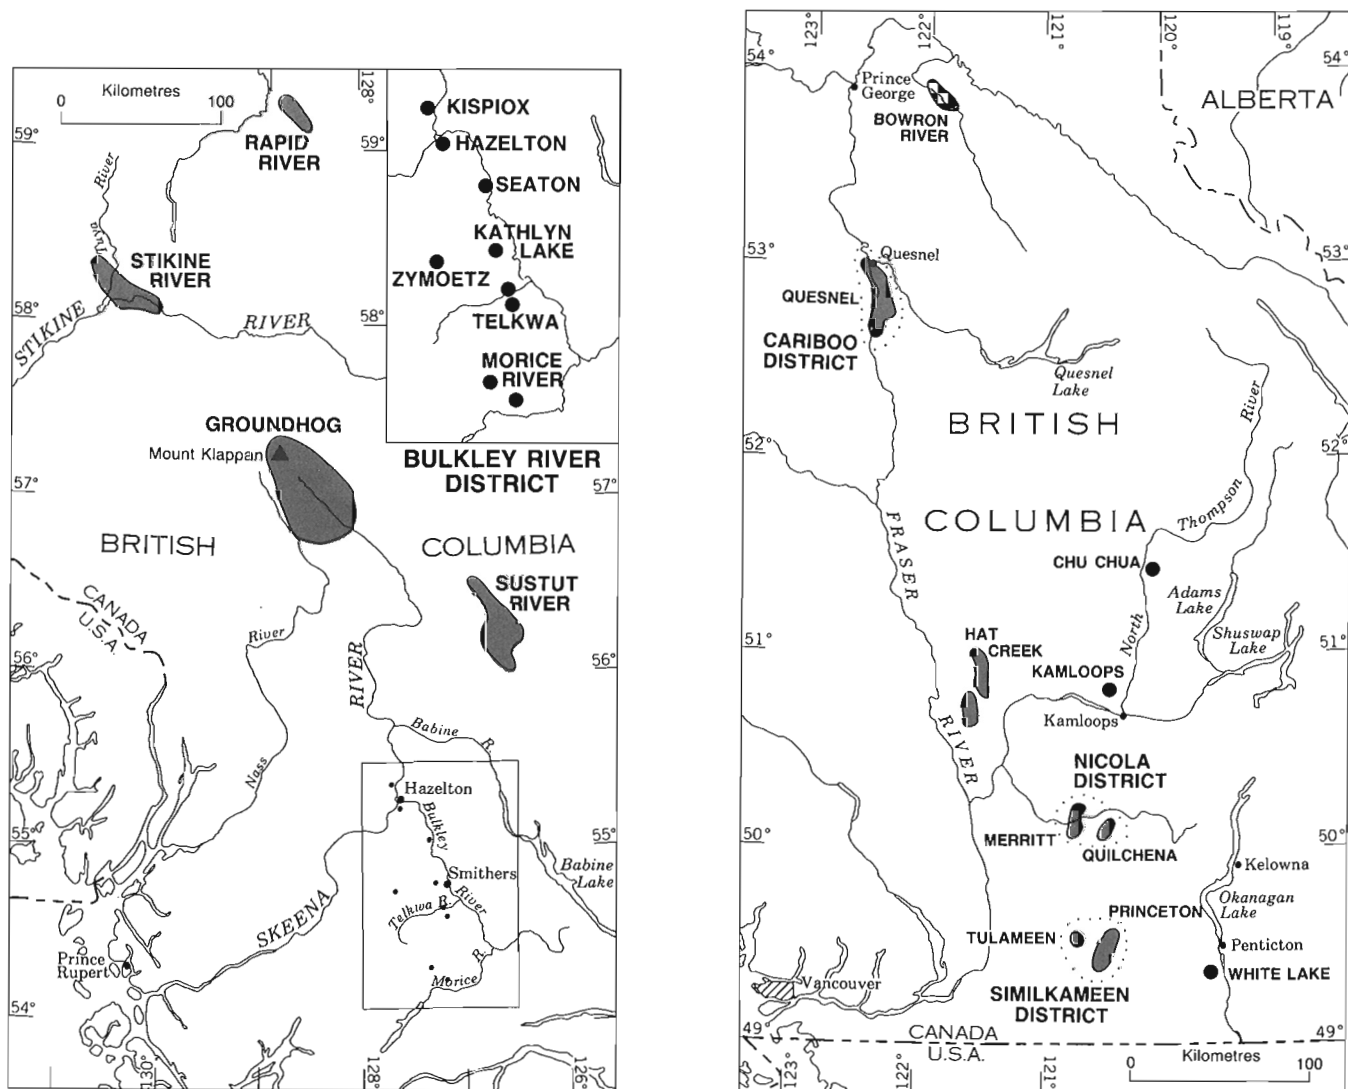 Kilometres
0
100
128°
59°
59°
RAPID
RIVER
River
Tuya
STIKINE
RIVER
58°
58°
STIKINE
RIVER
KISPIOX
HAZELTON
SEATON
KATHLYN
LAKE
ZYMOETZ
TELKWA
MORICE
RIVER
BULKLEY RIVER
DISTRICT
GROUNDHOG
Mount Klappan
57°
57°
BRITISH
COLUMBIA
CANADA
U.S.A.
SUSTUT
RIVER
River
56°
56°
RIVER
Babine
R.
Nass
Hazelton
Bulkley
55°
55°
Smithers
River
Telkwa R.
Babine
Lake
SKEENA
Prince
Rupert
R.
Morice
54°
130°
128°
126°
123°
122°
121°
120°
119°
54°
54°
Prince
George
BOWRON
RIVER
ALBERTA
53°
53°
Quesnel
QUESNEL
CARIBOO
DISTRICT
Quesnel
Lake
River
BRITISH
52°
52°
Thompson
FRASER
COLUMBIA
CHU CHUA
Adams
Lake
North
Shuswap
Lake
51°
51°
HAT
CREEK
KAMLOOPS
Kamloops
RIVER
NICOLA
DISTRICT
MERRITT
QUILCHENA
50°
50°
Kelowna
Okanagan
Lake
PRINCETON
TULAMEEN
Penticton
WHITE LAKE
Vancouver
SIMILKAMEEN
DISTRICT
49°
49°
CANADA
U.S.A.
123°
122°
121°
0
Kilometres
100